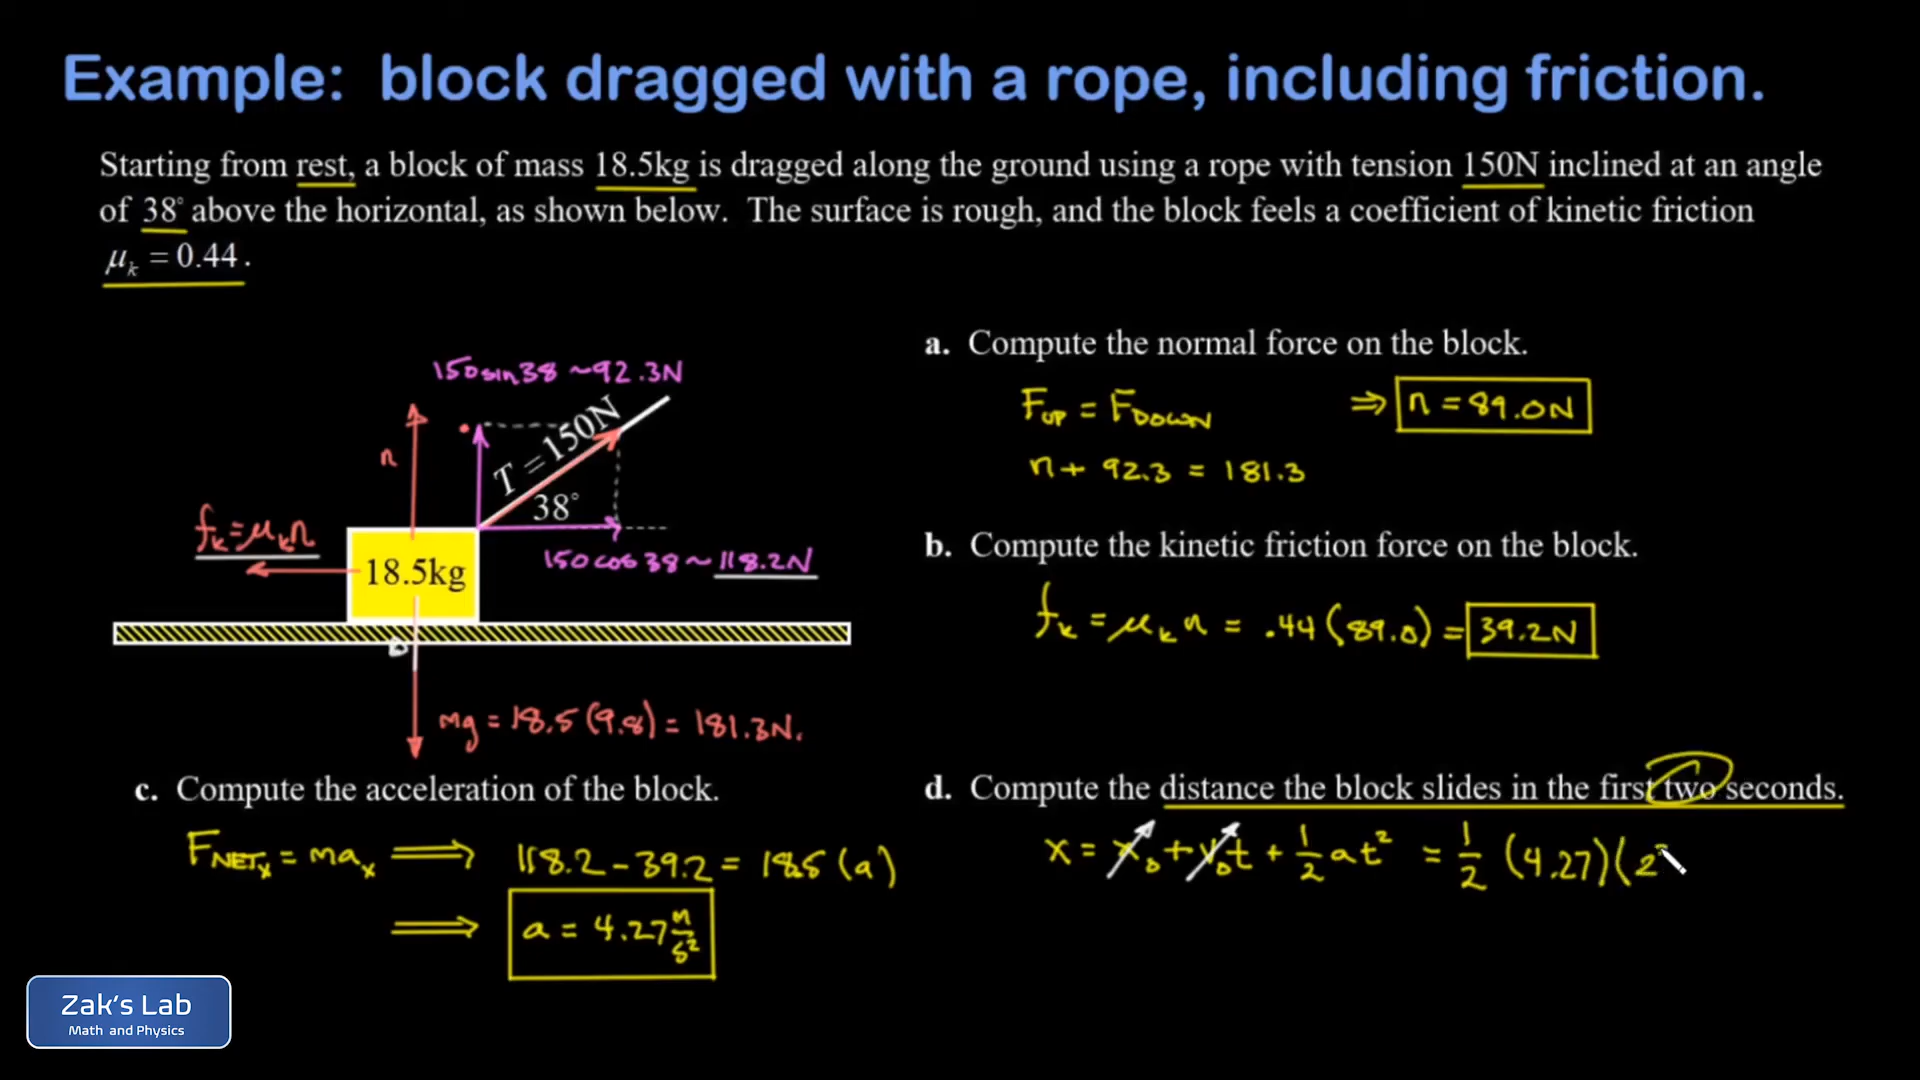 Example: block dragged with a rope, including friction.
Starting from rest, a block of mass 18.5kg is dragged along the ground using a rope with tension 150N inclined at an angle
of 38° above the horizontal, as shown below. The surface is rough, and the block feels a coefficient of kinetic friction
μₖ = 0.44.
150sin38 ~92.3N
n
T = 150N
38°
fₖ=μₖn
18.5kg
150cos38 ~ 118.2N
mg = 18.5(9.8) = 181.3N.
a. Compute the normal force on the block.
F_UP = F_DOWN ⇒ n = 89.0N
n + 92.3 = 181.3
b. Compute the kinetic friction force on the block.
fₖ = μₖn = .44(89.0) = 39.2N
c. Compute the acceleration of the block.
F_NETx = maₓ ⟹ 118.2 - 39.2 = 18.5(a)
⟹ a = 4.27 m/s²
d. Compute the distance the block slides in the first two seconds.
x = x₀ + v₀t + 1/2 at² = 1/2 (4.27)(2
Zak's Lab
Math and Physics